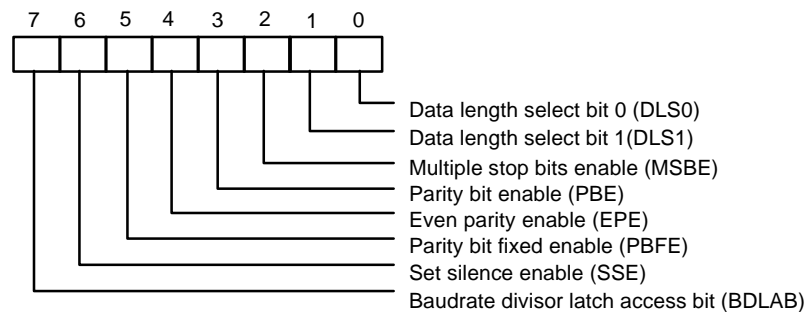 7 6 5 4 3 2 1 0
Data length select bit 0 (DLS0)
Data length select bit 1(DLS1)
Multiple stop bits enable (MSBE)
Parity bit enable (PBE)
Even parity enable (EPE)
Parity bit fixed enable (PBFE)
Set silence enable (SSE)
Baudrate divisor latch access bit (BDLAB)